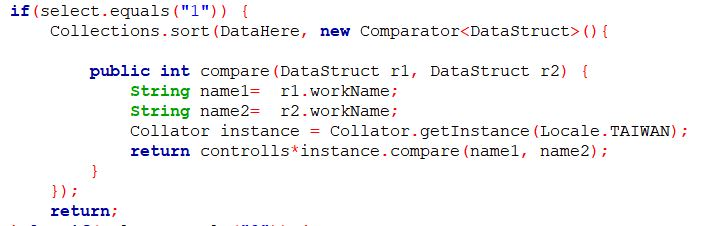 if(select.equals("1")) {
    Collections.sort(DataHere, new Comparator<DataStruct>(){
        public int compare(DataStruct r1, DataStruct r2) {
            String name1=  r1.workName;
            String name2=  r2.workName;
            Collator instance = Collator.getInstance(Locale.TAIWAN);
            return controlls*instance.compare(name1, name2);
        }
    });
    return;